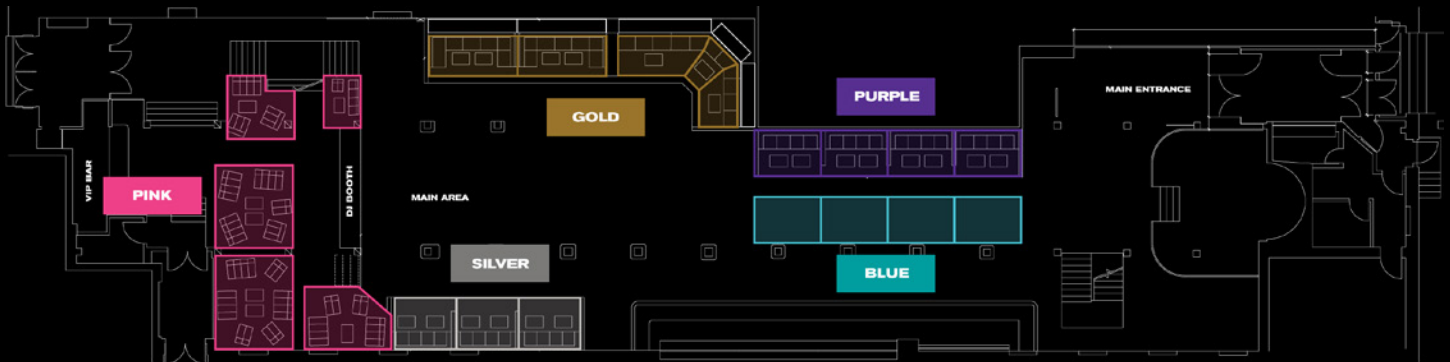 PURPLE
MAIN ENTRANCE
GOLD
VIP BAR
PINK
DJ BOOTH
MAIN AREA
SILVER
BLUE